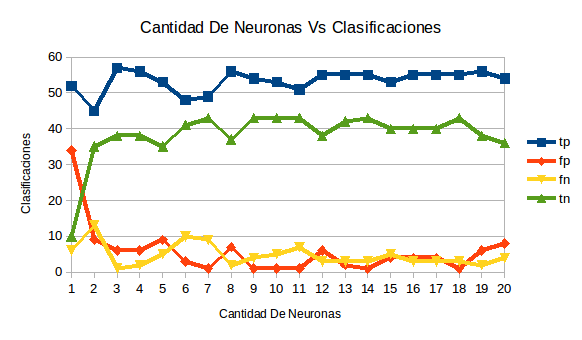 Cantidad De Neuronas Vs Clasificaciones
60
50
40
30
20
10
0
Clasificaciones
1 2 3 4 5 6 7 8 9 10 11 12 13 14 15 16 17 18 19 20
Cantidad De Neuronas
tp
fp
fn
tn